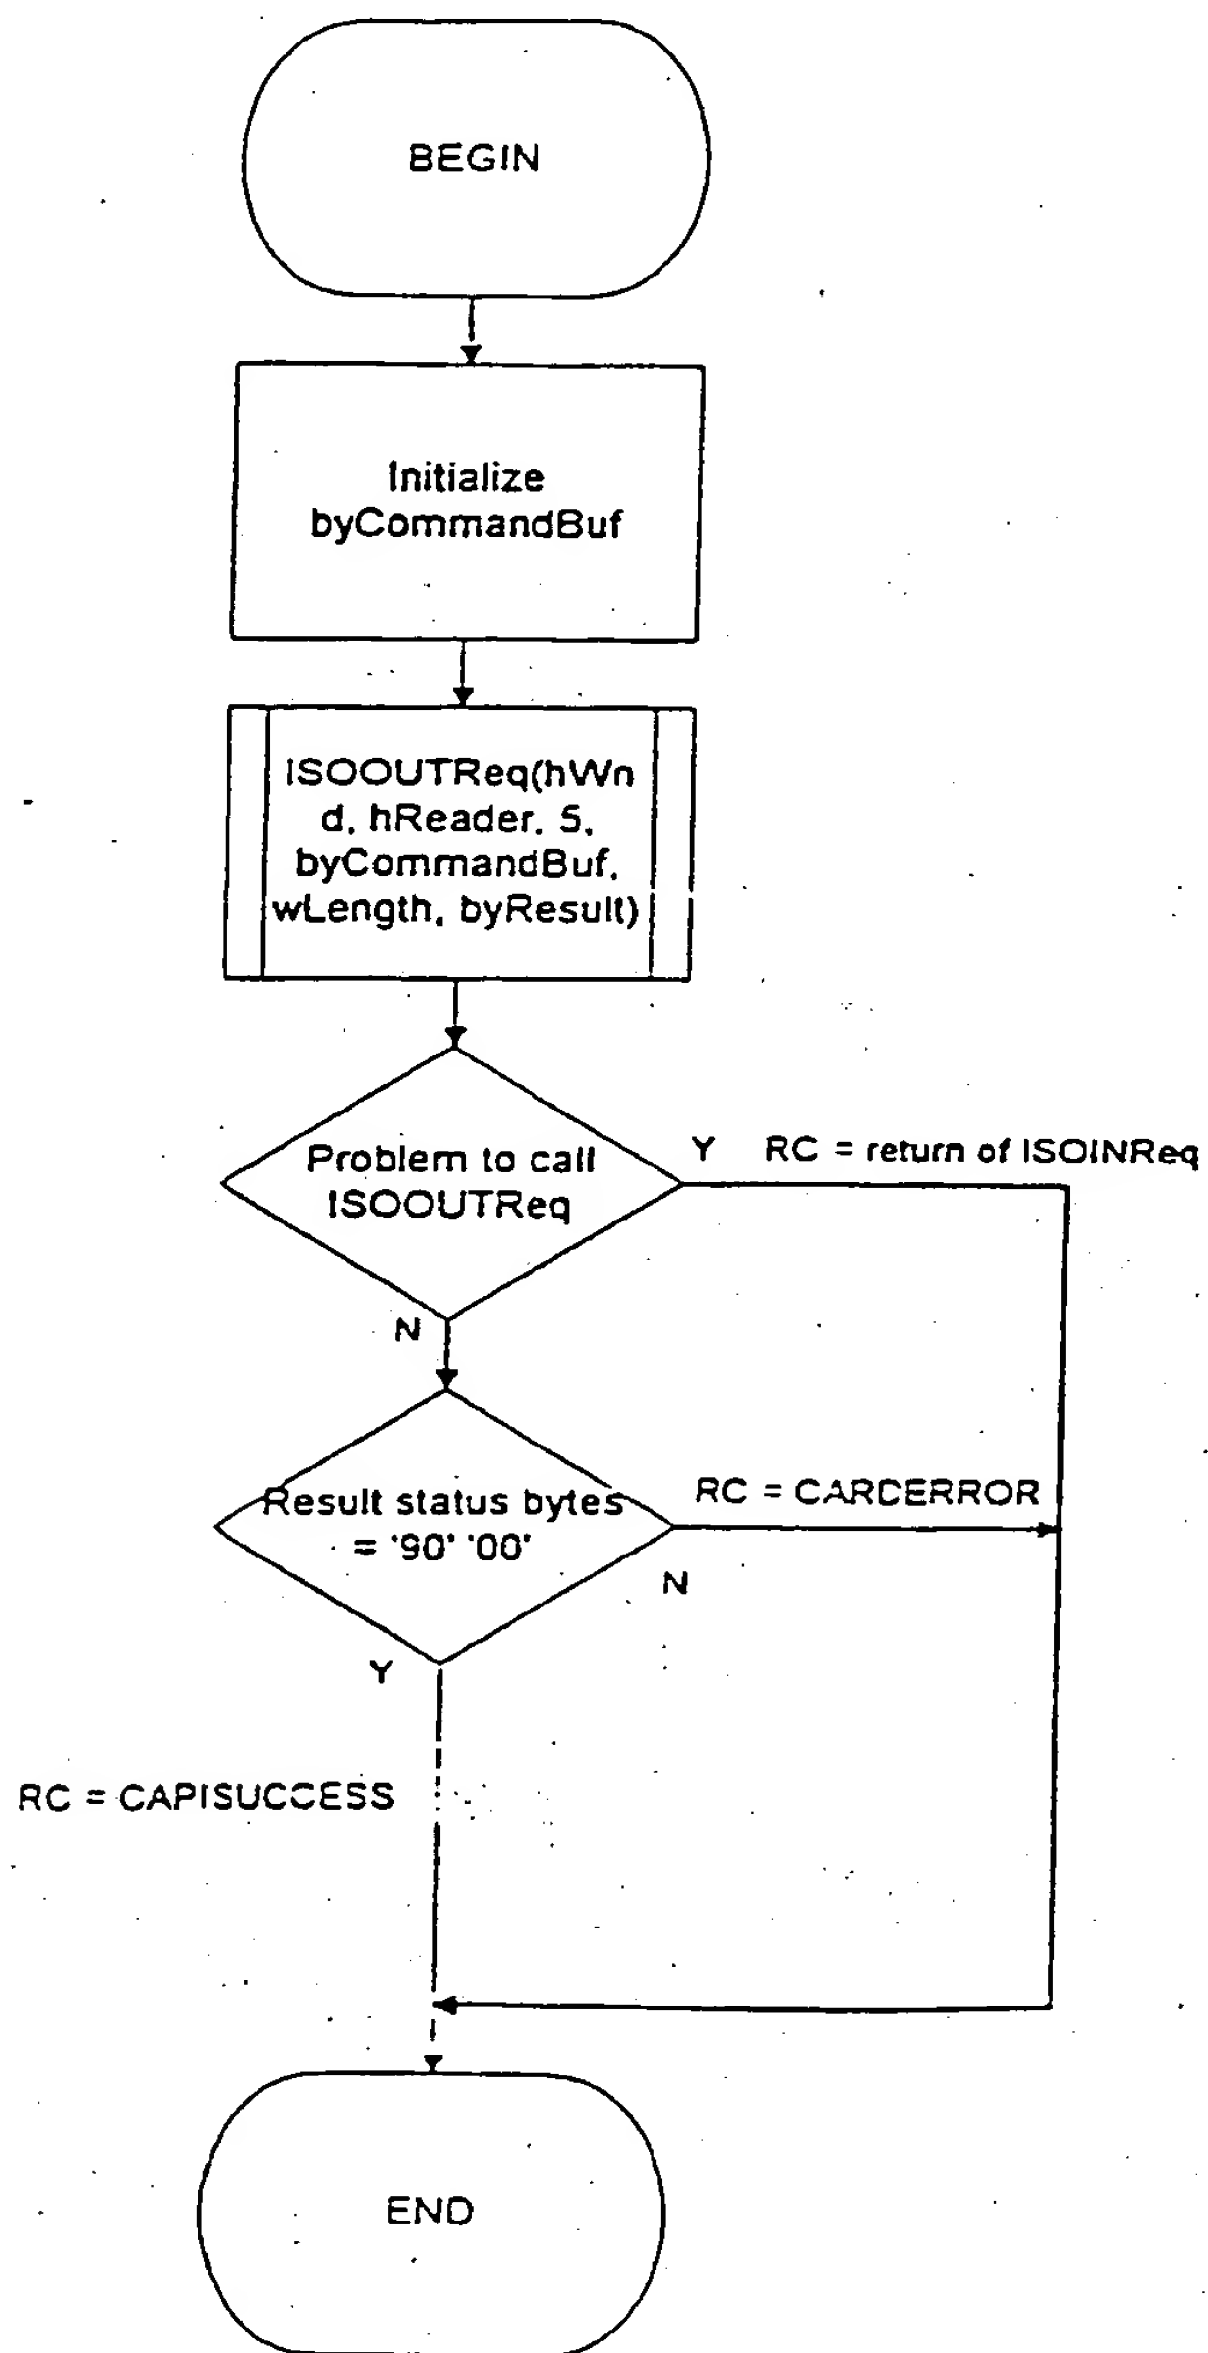 BEGIN
Initialize
byCommandBuf
ISOOUTReq(hWn
d, hReader, 5,
byCommandBuf,
wLength, byResult)
Problem to call
ISOOUTReq
Y RC = return of ISOINReq
N
Result status bytes
= '90' '00'
RC = CARDERROR
N
Y
RC = CAPISUCCESS
END